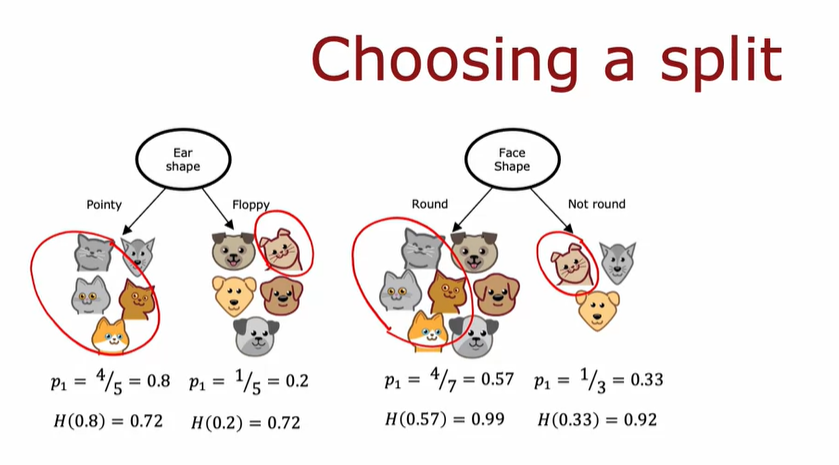 Choosing a split
Ear
shape
Pointy
Floppy
p₁ = 4/5 = 0.8
p₁ = 1/5 = 0.2
H(0.8) = 0.72
H(0.2) = 0.72
Face
Shape
Round
Not round
p₁ = 4/7 = 0.57
p₁ = 1/3 = 0.33
H(0.57) = 0.99
H(0.33) = 0.92